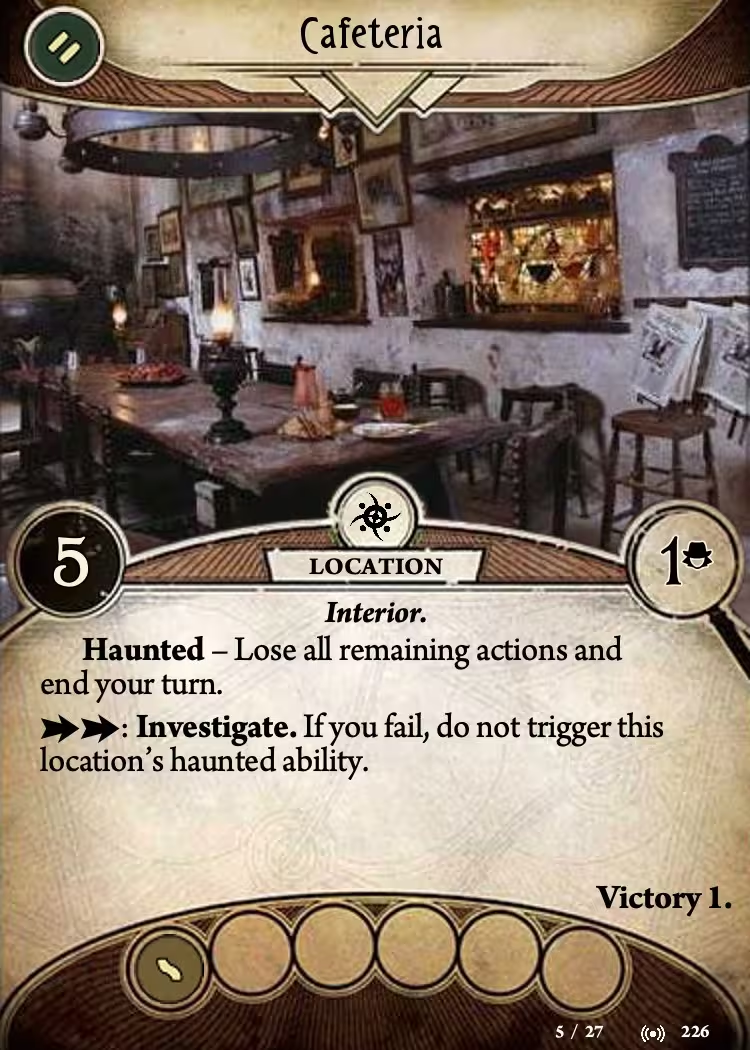 Cafeteria
5
1
LOCATION
Interior.
Haunted – Lose all remaining actions and
end your turn.
: Investigate. If you fail, do not trigger this
location’s haunted ability.
Victory 1.
5 / 27 226